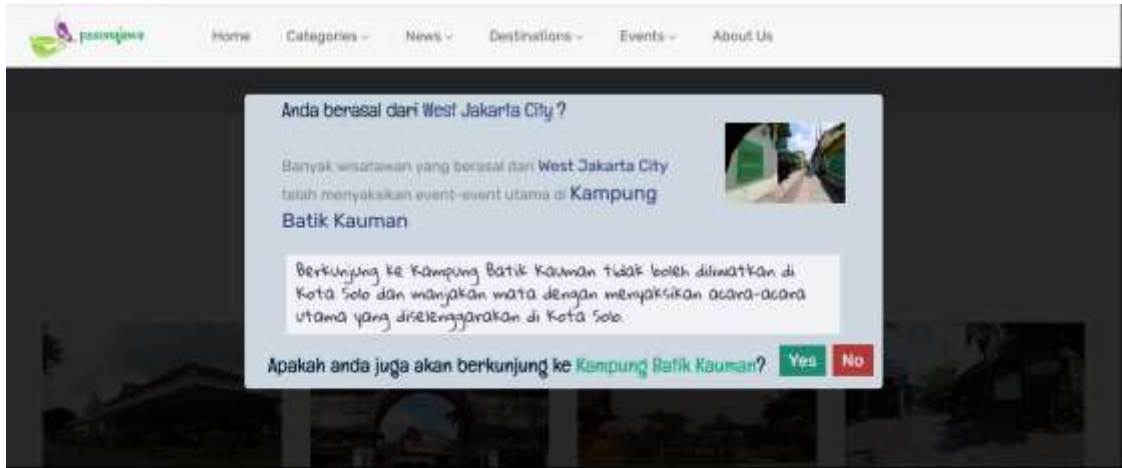 Home Categories News Destinations Events About Us
Anda berasal dari West Jakarta City ?
Banyak wisatawan yang berasal dari West Jakarta City
telah menyaksikan event-event utama di Kampung
Batik Kauman
Berkunjung ke Kampung Batik Kauman tidak boleh dilewatkan di
Kota Solo dan manjakan mata dengan menyaksikan acara-acara
utama yang diselenggarakan di Kota Solo.
Apakah anda juga akan berkunjung ke Kampung Batik Kauman? Yes No